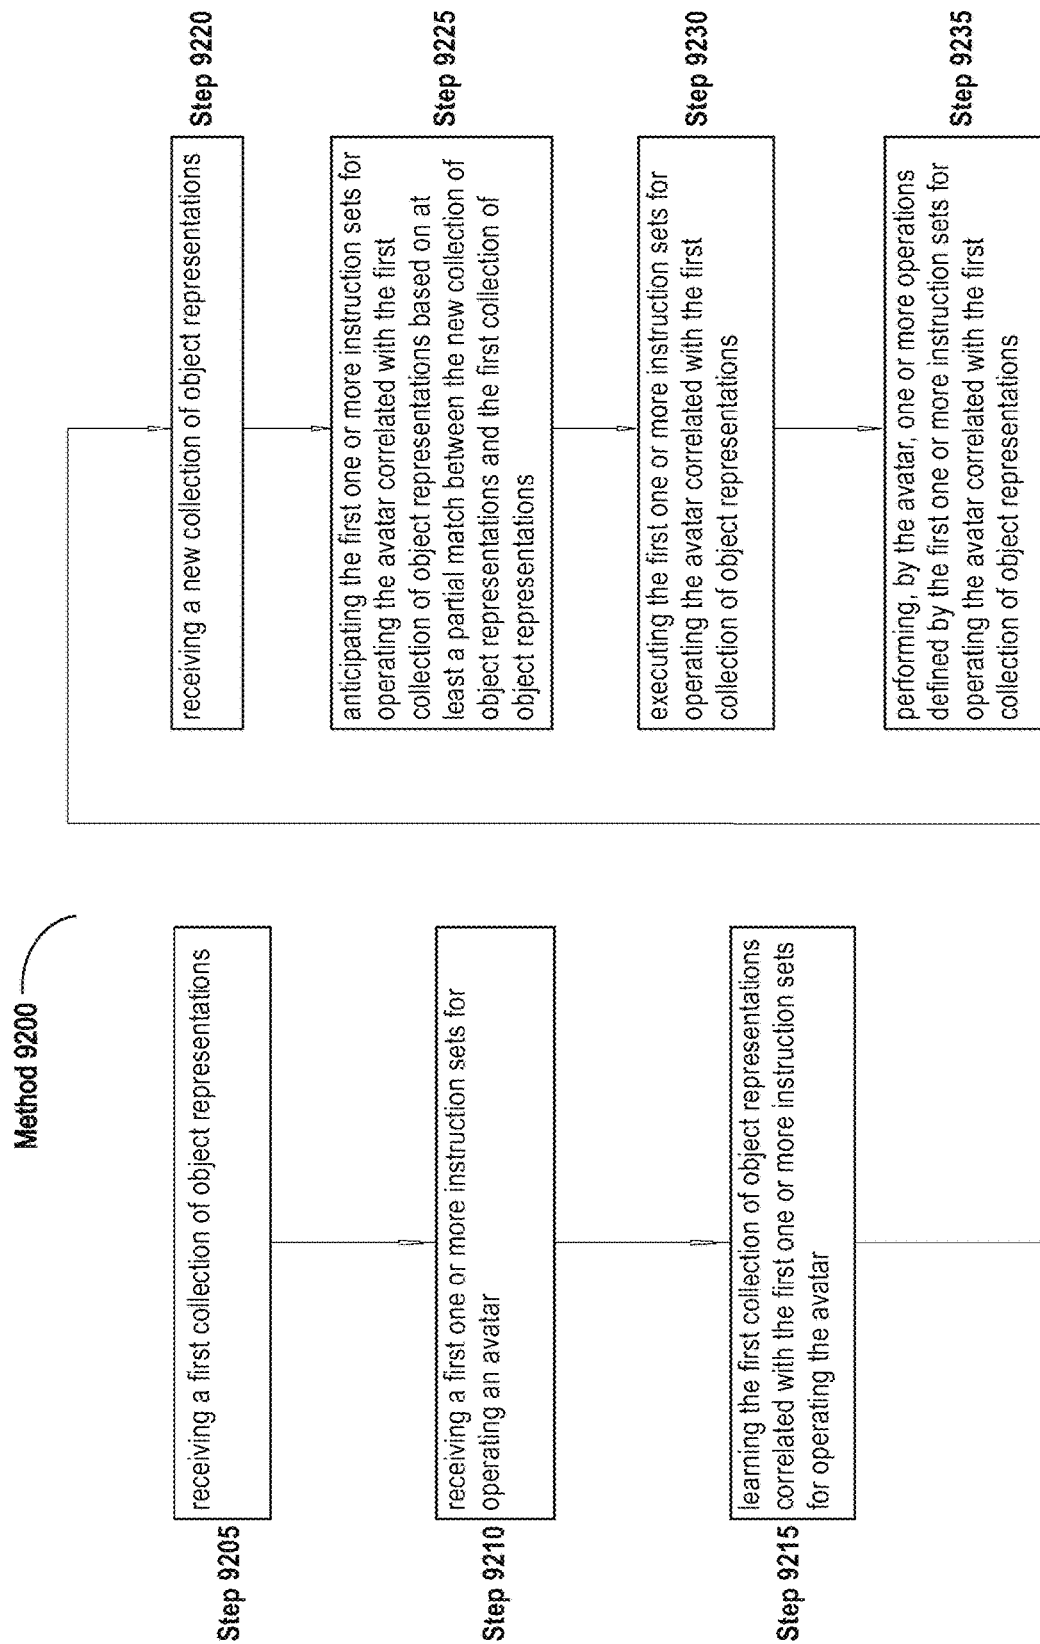 Method 9200
Step 9205
receiving a first collection of object representations
Step 9210
receiving a first one or more instruction sets for
operating an avatar
Step 9215
learning the first collection of object representations
correlated with the first one or more instruction sets
for operating the avatar
receiving a new collection of object representations
Step 9220
anticipating the first one or more instruction sets for
operating the avatar correlated with the first
collection of object representations based on at
least a partial match between the new collection of
object representations and the first collection of
object representations
Step 9225
executing the first one or more instruction sets for
operating the avatar correlated with the first
collection of object representations
Step 9230
performing, by the avatar, one or more operations
defined by the first one or more instruction sets for
operating the avatar correlated with the first
collection of object representations
Step 9235